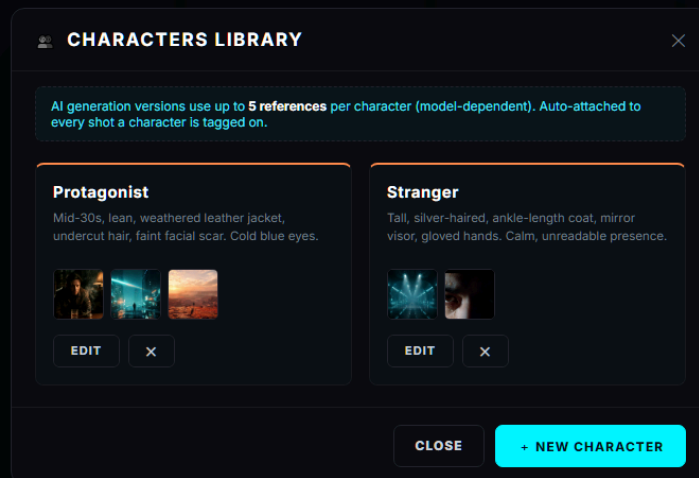 CHARACTERS LIBRARY
AI generation versions use up to 5 references per character (model-dependent). Auto-attached to
every shot a character is tagged on.
Protagonist
Mid-30s, lean, weathered leather jacket,
undercut hair, faint facial scar. Cold blue eyes.
EDIT
Stranger
Tall, silver-haired, ankle-length coat, mirror
visor, gloved hands. Calm, unreadable presence.
EDIT
CLOSE
+ NEW CHARACTER